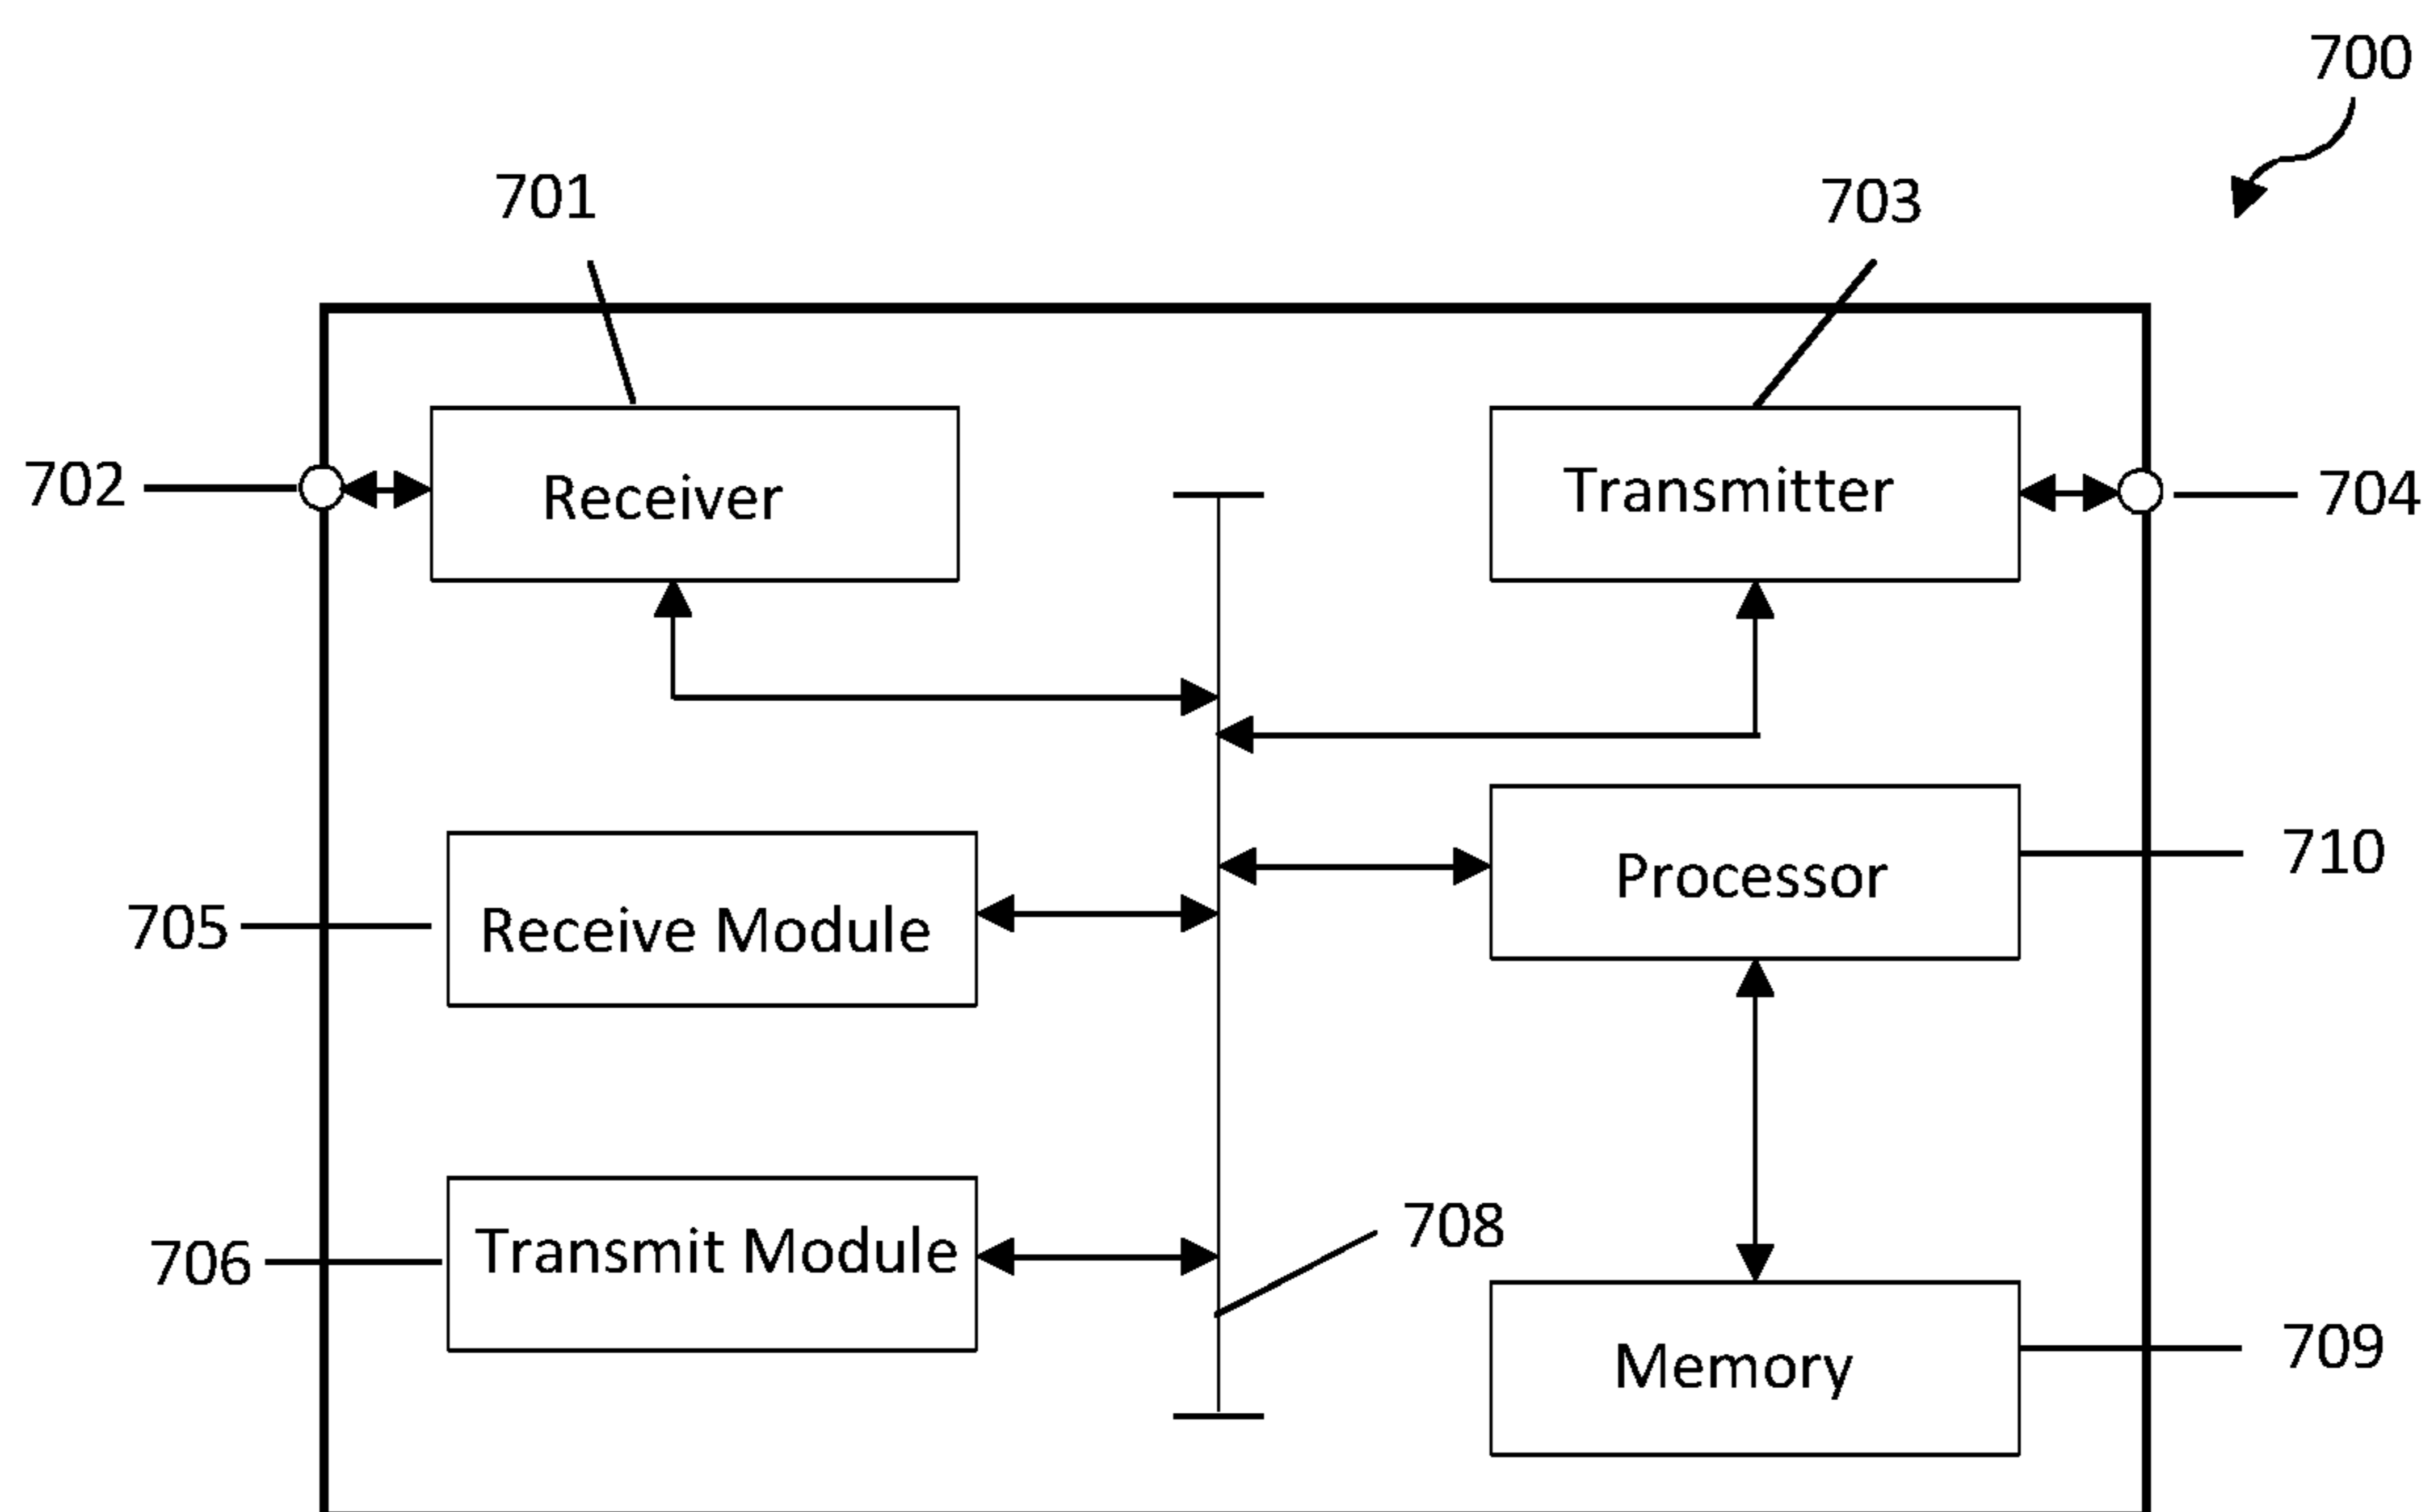 700
701
703
702
Receiver
Transmitter
704
Processor
710
705
Receive Module
708
706
Transmit Module
Memory
709